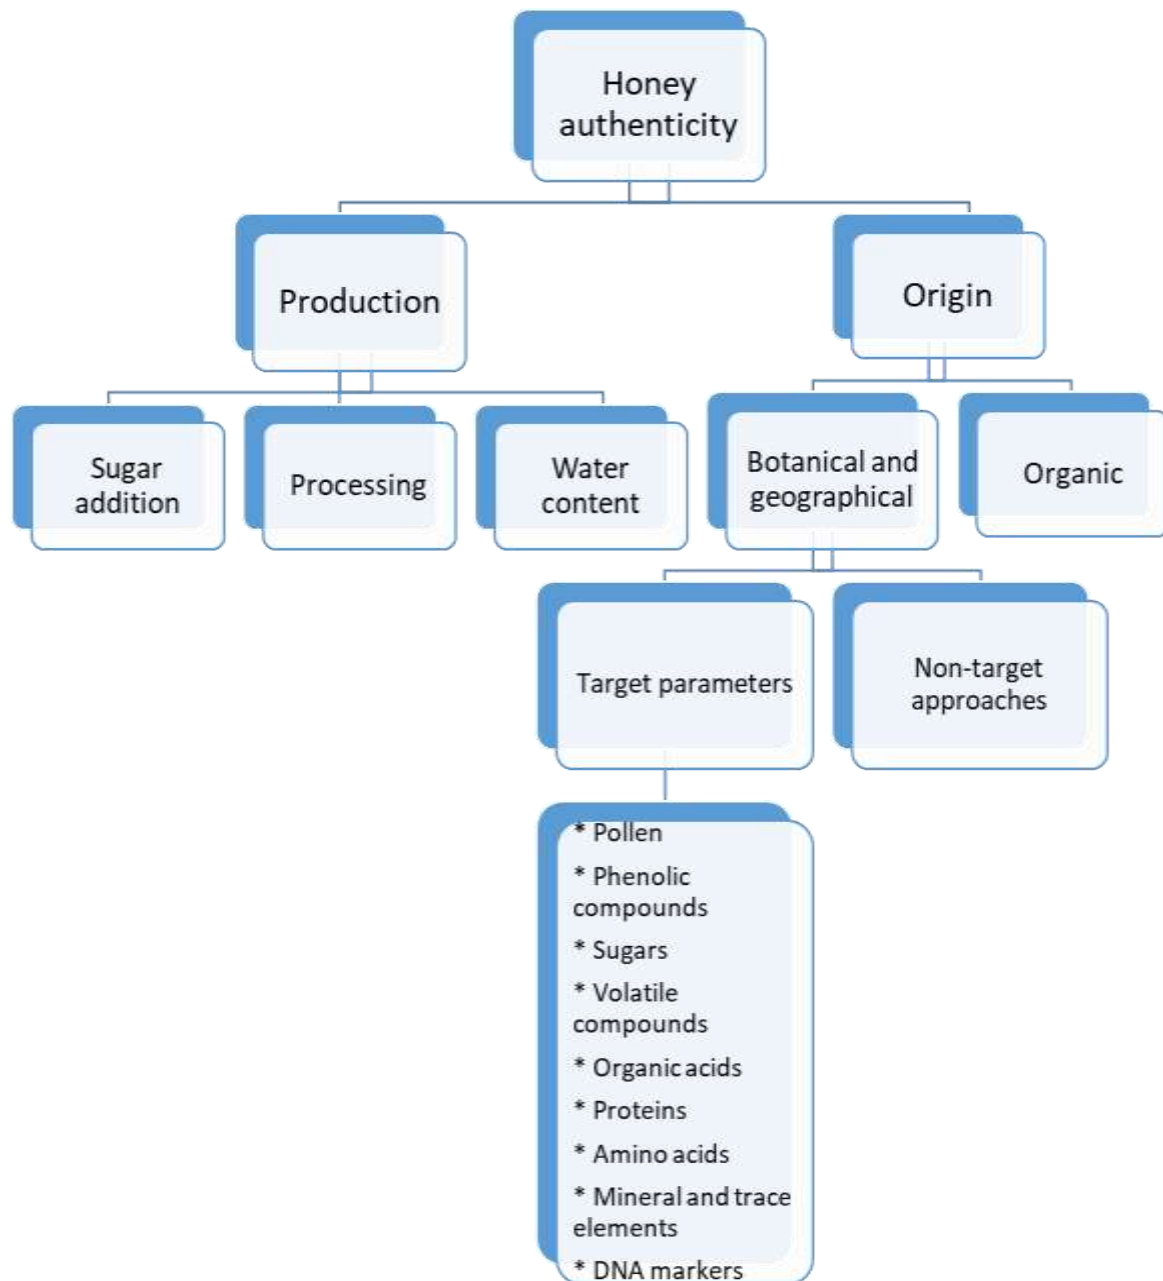 Honey
authenticity
Production
Origin
Sugar
addition
Processing
Water
content
Botanical and
geographical
Organic
Target parameters
Non-target
approaches
* Pollen
* Phenolic
compounds
* Sugars
* Volatile
compounds
* Organic acids
* Proteins
* Amino acids
* Mineral and trace
elements
* DNA markers